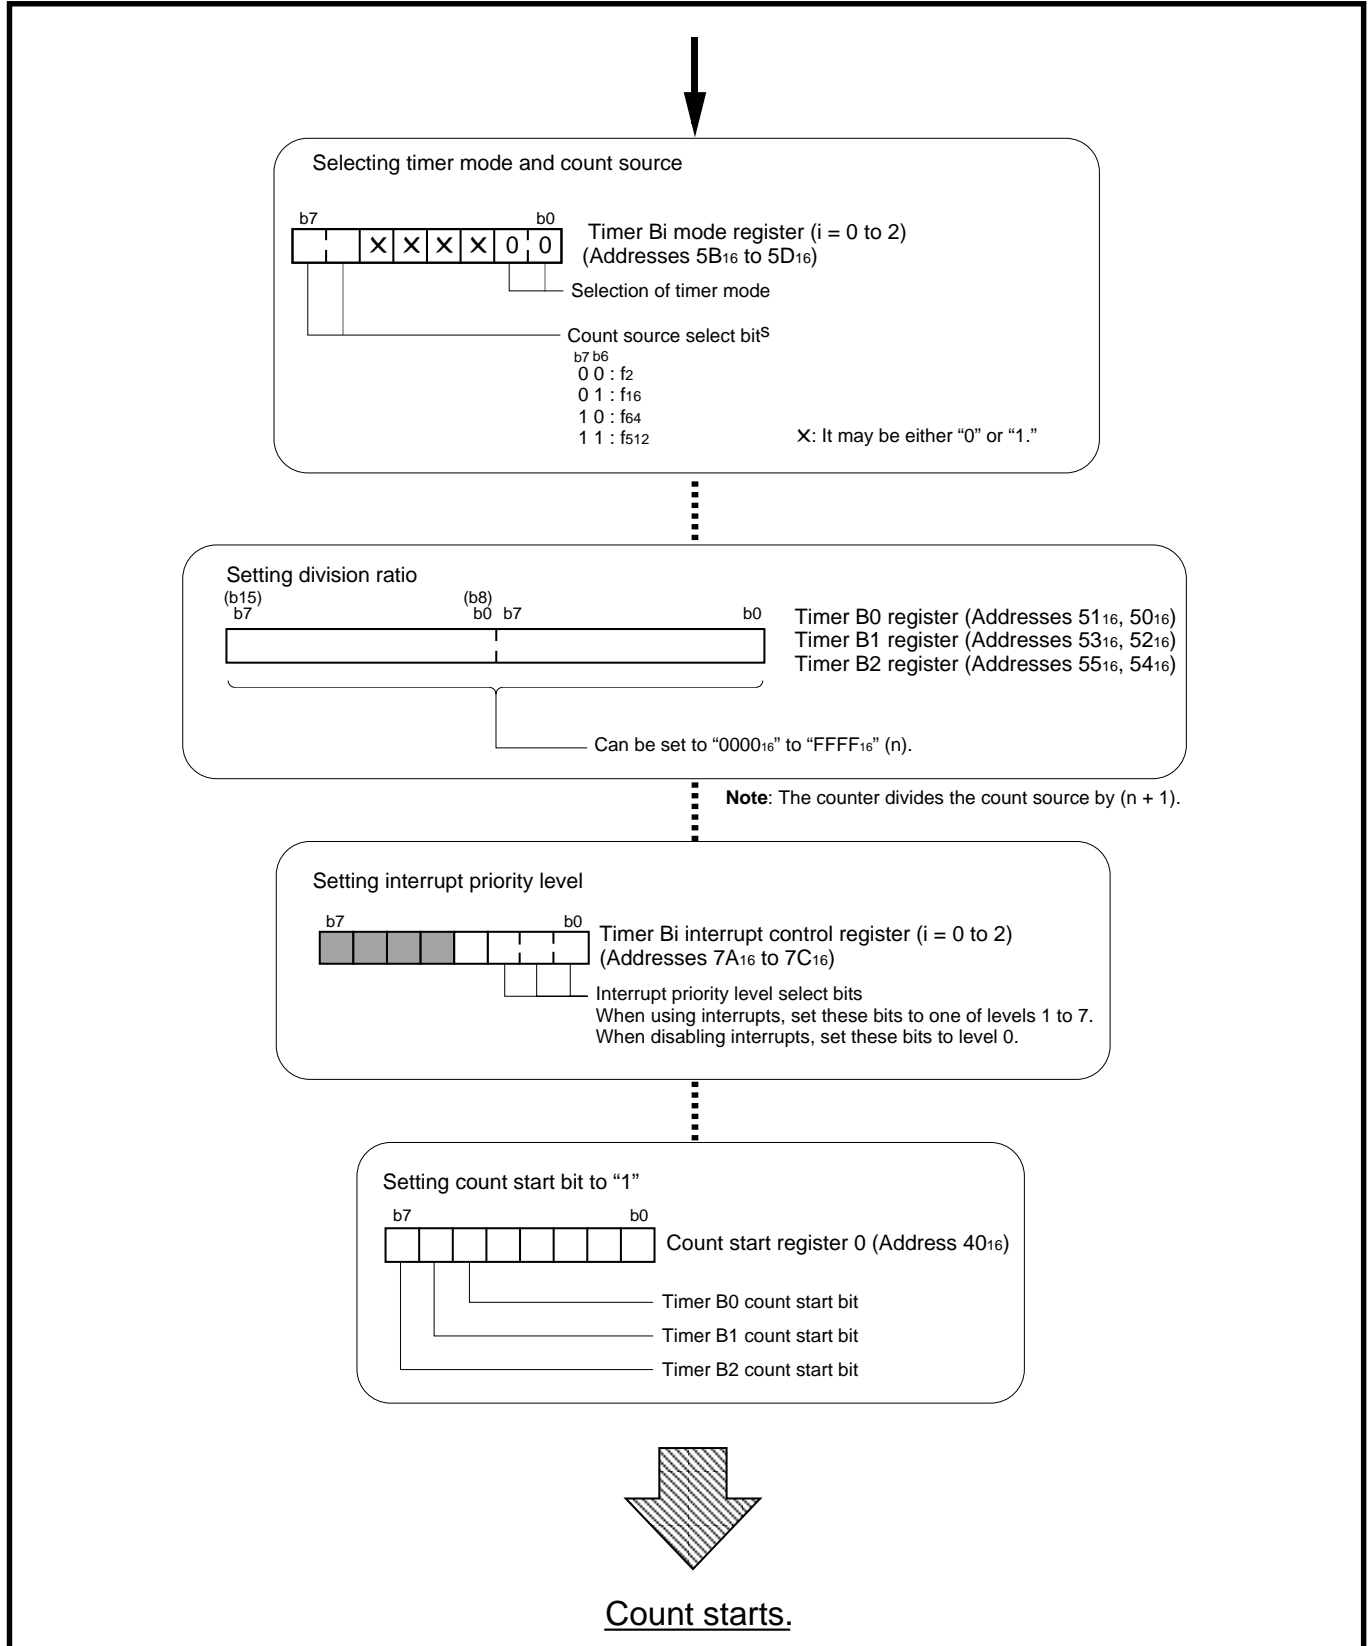 Selecting timer mode and count source
b7 b0
X X X X 0 0
Timer Bi mode register (i = 0 to 2)
(Addresses 5B16 to 5D16)
Selection of timer mode
Count source select bits
b7 b6
0 0 : f2
0 1 : f16
1 0 : f64
1 1 : f512
X: It may be either “0” or “1.”
Setting division ratio
(b15) (b8)
b7 b0 b7 b0
Timer B0 register (Addresses 5116, 5016)
Timer B1 register (Addresses 5316, 5216)
Timer B2 register (Addresses 5516, 5416)
Can be set to “000016” to “FFFF16” (n).
Note: The counter divides the count source by (n + 1).
Setting interrupt priority level
b7 b0
Timer Bi interrupt control register (i = 0 to 2)
(Addresses 7A16 to 7C16)
Interrupt priority level select bits
When using interrupts, set these bits to one of levels 1 to 7.
When disabling interrupts, set these bits to level 0.
Setting count start bit to “1”
b7 b0
Count start register 0 (Address 4016)
Timer B0 count start bit
Timer B1 count start bit
Timer B2 count start bit
Count starts.